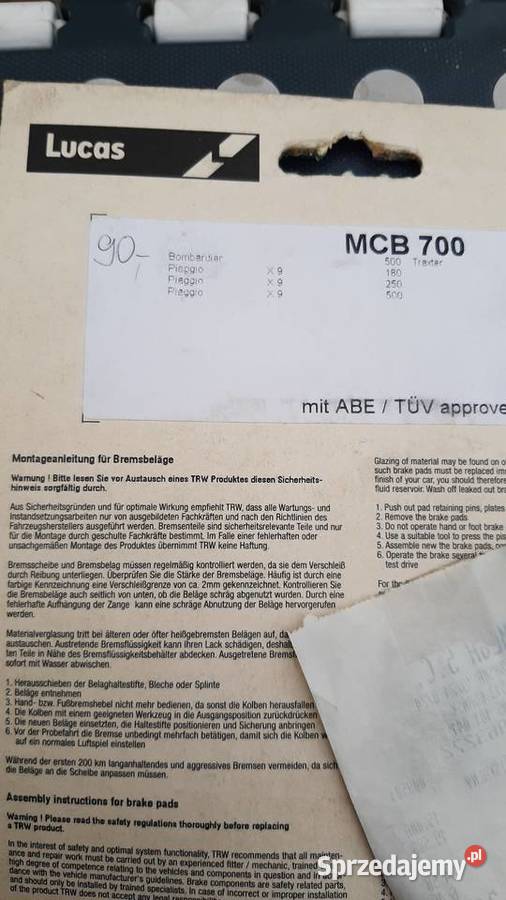 Lucas
90,-
MCB 700
Bombardier 500 Traxter
Piaggio X 9 180
Piaggio X 9 250
Piaggio X 9 500
mit ABE / TÜV approve
Montageanleitung für Bremsbeläge
Warnung ! Bitte lesen Sie vor Austausch eines TRW Produktes diesen Sicherheits-
hinweis sorgfältig durch.
Aus Sicherheitsgründen und für optimale Wirkung empfiehlt TRW, dass alle Wartungs- und
Instandsetzungsarbeiten nur von ausgebildeten Fachkräften und nach den Richtlinien des
Fahrzeugherstellers ausgeführt werden. Bremsenteile sind sicherheitsrelevante Teile und nur
für die Montage durch geschulte Fachkräfte bestimmt. Im Falle einer fehlerhaften oder
unsachgemäßen Montage des Produktes übernimmt TRW keine Haftung.
Bremsscheibe und Bremsbelag müssen regelmäßig kontrolliert werden, da sie dem Verschleiß
durch Reibung unterliegen. Überprüfen Sie die Stärke der Bremsbeläge. Häufig ist durch eine
farbige Kennzeichnung eine Verschleißgrenze von ca. 2mm gekennzeichnet. Kontrollieren Sie
die Bremsbeläge auch seitlich von unten, ob die Beläge schräg abgenutzt wurden. Durch eine
fehlerhafte Aufhängung der Zange kann eine schräge Abnutzung der Beläge hervorgerufen
werden.
Materialverglasung tritt bei älteren oder öfter heißgebremsten Belägen auf, da
austauschen. Austretende Bremsflüssigkeit kann ihren Lack schädigen, deshalb
ten Teile in Nähe des Bremsflüssigkeitsbehälter abdecken. Ausgetretene Bremsf
sofort mit Wasser abwischen.
1. Herausschieben der Belaghaltestifte, Bleche oder Splinte
2. Beläge entnehmen
3. Hand- bzw. Fußbremshebel nicht mehr bedienen, da sonst die Kolben herausfallen
4. Die Kolben mit einem geeigneten Werkzeug in die Ausgangsposition zurückdrücken
5. Die neuen Beläge einsetzten, die Haltestifte positionieren und Sicherung anbringen
6. Vor der Probefahrt die Bremse unbedingt mehrfach betätigen, damit sich die Kolben w
auf ein normales Luftspiel einstellen
Während der ersten 200 km langanhaltendes und aggressives Bremsen vermeiden, da sich
die Beläge an die Scheibe anpassen müssen.
Assembly instructions for brake pads
Warning ! Please read the safety regulations thoroughly before replacing
a TRW product.
In the interest of safety and optimal system functionality, TRW recommends that all mainten-
ance and repair work must be carried out by an experienced fitter / mechanic, trained
high degree of competence relating to the vehicles and components in question and in
dance with the vehicle manufacturer's guidelines. Brake components are safety related parts,
and should only be installed by trained specialists. In case of incorrect or improper installation
of the product TRW does not accept any legal
Glazing of material may be found on o
such brake pads must be replaced im
finish of your car, you should therefore
fluid reservoir. Wash off leaked out br
1. Push out pad retaining pins, plates
2. Remove the brake pads
3. Do not operate hand or foot brake
4. Use a suitable tool to press the pis
5. Assemble new the brake pads,
6. Operate the brake several
test drive
For the
Sprzedajemy.pl